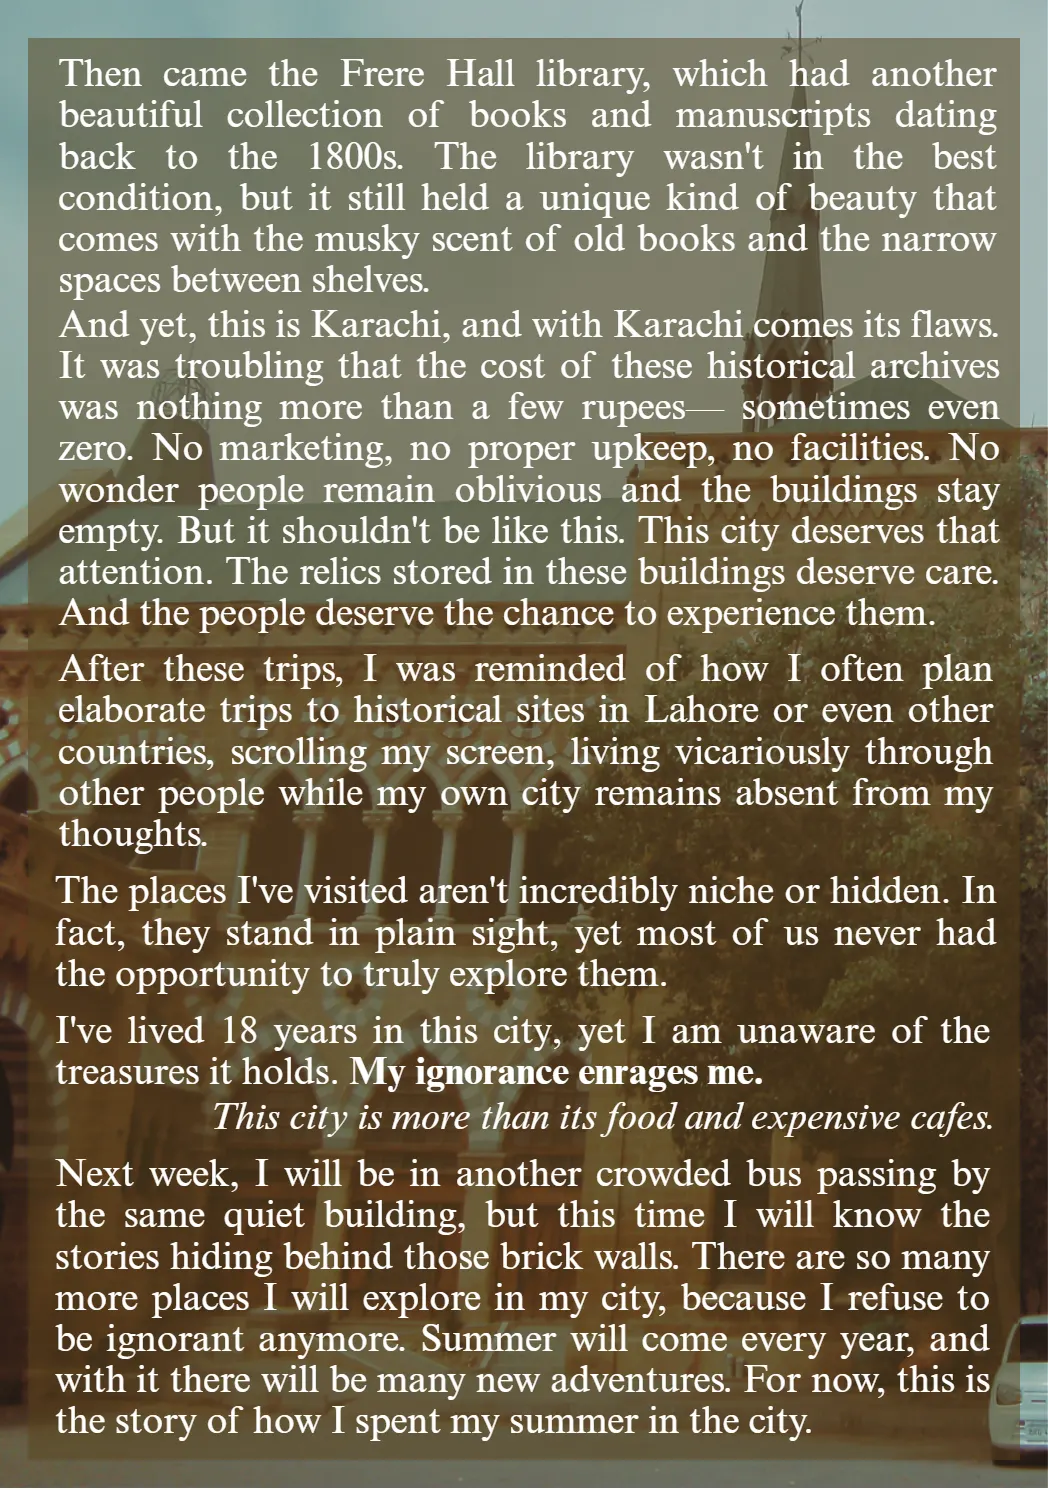 Then came the Frere Hall library, which had another
beautiful collection of books and manuscripts dating
back to the 1800s. The library wasn't in the best
condition, but it still held a unique kind of beauty that
comes with the musky scent of old books and the narrow
spaces between shelves.
And yet, this is Karachi, and with Karachi comes its flaws.
It was troubling that the cost of these historical archives
was nothing more than a few rupees— sometimes even
zero. No marketing, no proper upkeep, no facilities. No
wonder people remain oblivious and the buildings stay
empty. But it shouldn't be like this. This city deserves that
attention. The relics stored in these buildings deserve care.
And the people deserve the chance to experience them.
After these trips, I was reminded of how I often plan
elaborate trips to historical sites in Lahore or even other
countries, scrolling my screen, living vicariously through
other people while my own city remains absent from my
thoughts.
The places I've visited aren't incredibly niche or hidden. In
fact, they stand in plain sight, yet most of us never had
the opportunity to truly explore them.
I've lived 18 years in this city, yet I am unaware of the
treasures it holds. My ignorance enrages me.
This city is more than its food and expensive cafes.
Next week, I will be in another crowded bus passing by
the same quiet building, but this time I will know the
stories hiding behind those brick walls. There are so many
more places I will explore in my city, because I refuse to
be ignorant anymore. Summer will come every year, and
with it there will be many new adventures. For now, this is
the story of how I spent my summer in the city.